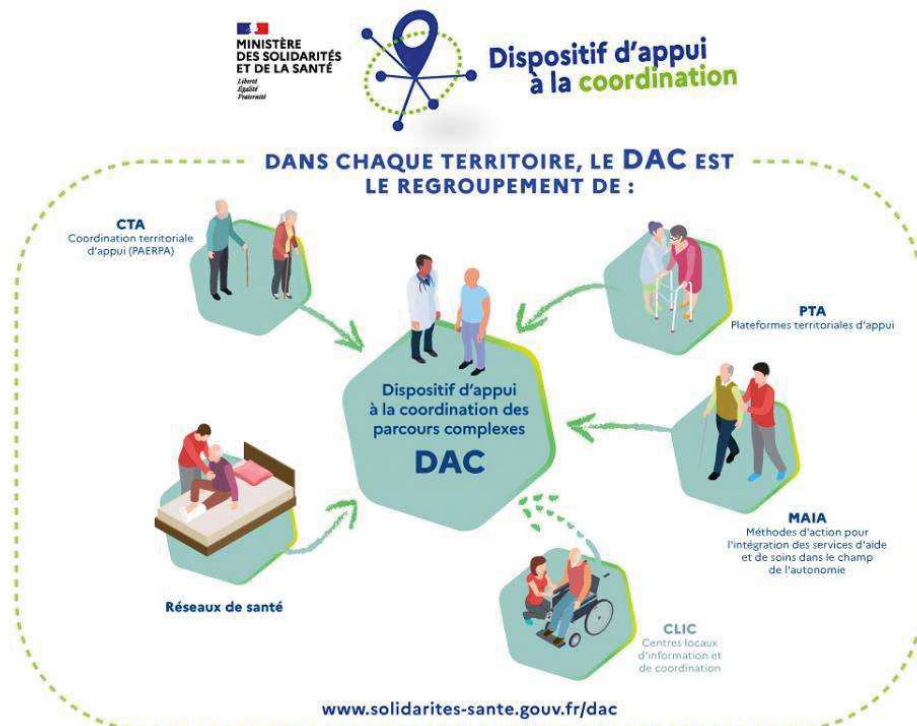 MINISTÈRE
DES SOLIDARITÉS
ET DE LA SANTÉ
Liberté
Égalité
Fraternité
Dispositif d'appui
à la coordination
DANS CHAQUE TERRITOIRE, LE DAC EST
LE REGROUPEMENT DE :
CTA
Coordination territoriale
d'appui (PAERPA)
PTA
Plateformes territoriales d'appui
Dispositif d'appui
à la coordination des
parcours complexes
DAC
MAIA
Méthodes d'action pour
l'intégration des services d'aide
et de soins dans le champ
de l'autonomie
Réseaux de santé
CLIC
Centres locaux
d'information et
de coordination
www.solidarites-sante.gouv.fr/dac